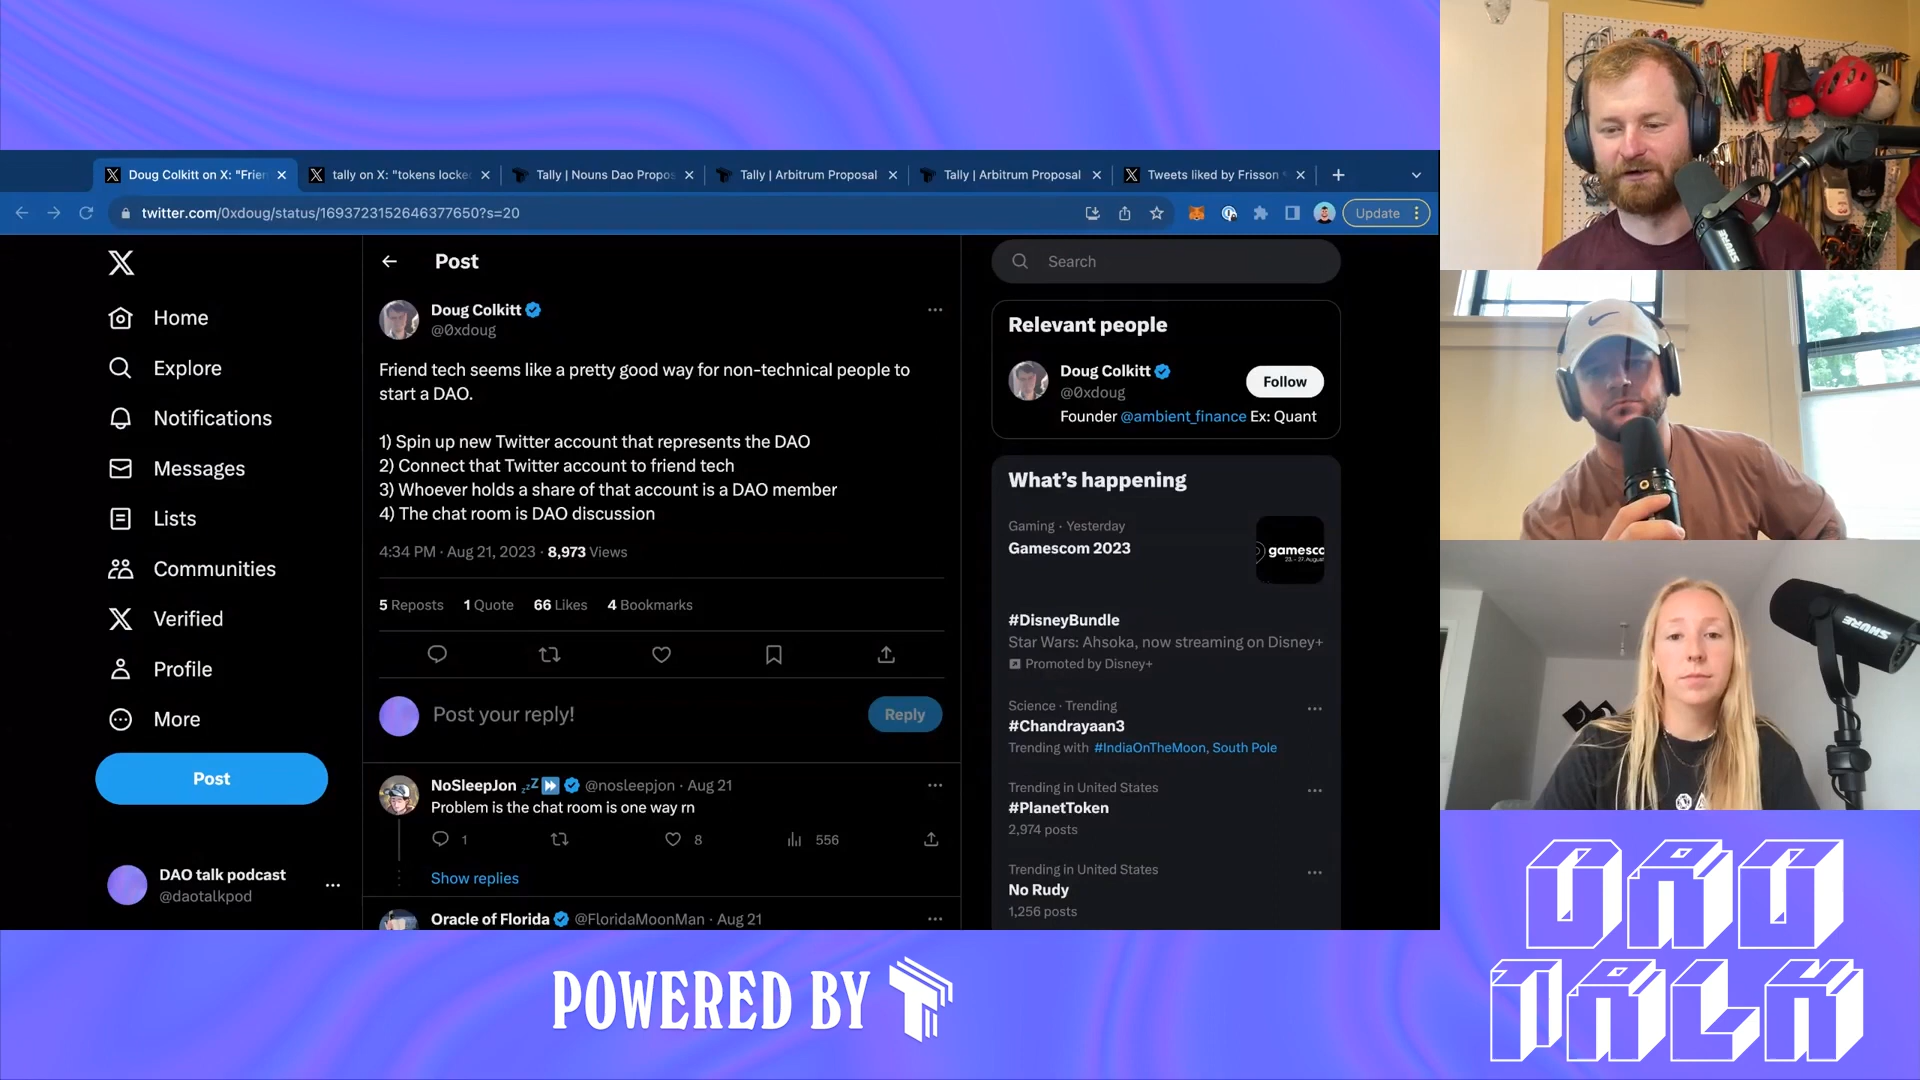 Doug Colkitt on X: "Frien
tally on X: "tokens locke
Tally | Nouns Dao Propos
Tally | Arbitrum Proposal
Tally | Arbitrum Proposal
Tweets liked by Frisson
twitter.com/0xdoug/status/1693723152646377650?s=20
Update
Home
Explore
Notifications
Messages
Lists
Communities
Verified
Profile
More
Post
DAO talk podcast
@daotalkpod
Post
Doug Colkitt
@0xdoug
Friend tech seems like a pretty good way for non-technical people to
start a DAO.
1) Spin up new Twitter account that represents the DAO
2) Connect that Twitter account to friend tech
3) Whoever holds a share of that account is a DAO member
4) The chat room is DAO discussion
4:34 PM · Aug 21, 2023 · 8,973 Views
5 Reposts 1 Quote 66 Likes 4 Bookmarks
Post your reply!
Reply
NoSleepJon 💤⏩ @nosleepjon · Aug 21
Problem is the chat room is one way rn
1 8 556
Show replies
Oracle of Florida @FloridaMoonMan · Aug 21
Search
Relevant people
Doug Colkitt
@0xdoug
Follow
Founder @ambient_finance Ex: Quant
What's happening
Gaming · Yesterday
Gamescom 2023
gamesc
#DisneyBundle
Star Wars: Ahsoka, now streaming on Disney+
Promoted by Disney+
Science · Trending
#Chandrayaan3
Trending with #IndiaOnTheMoon, South Pole
Trending in United States
#PlanetToken
2,974 posts
Trending in United States
No Rudy
1,256 posts
SHURE
SHURE
POWERED BY
DAO
TALK